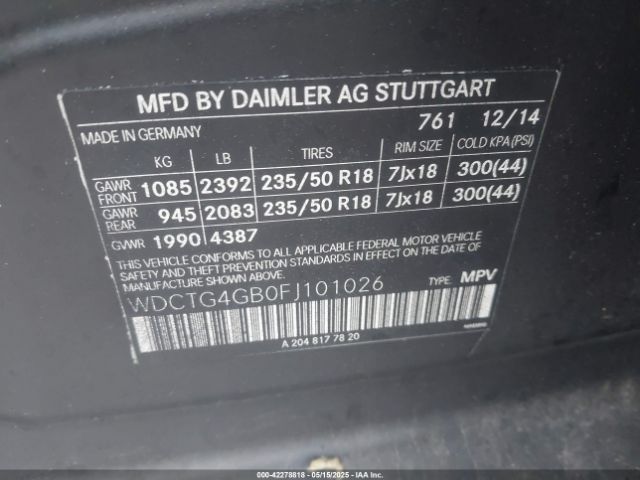 MFD BY DAIMLER AG STUTTGART
MADE IN GERMANY 761 12/14
KG LB TIRES RIM SIZE COLD KPA(PSI)
GAWR FRONT 1085 2392 235/50 R18 7Jx18 300(44)
GAWR REAR 945 2083 235/50 R18 7Jx18 300(44)
GVWR 1990 4387
THIS VEHICLE CONFORMS TO ALL APPLICABLE FEDERAL MOTOR VEHICLE
SAFETY, BUMPER, AND THEFT PREVENTION STANDARDS IN EFFECT ON THE DATE OF
MANUFACTURE SHOWN ABOVE.
WDCTG4GB0FJ101026 TYPE: MPV
A 204 817 78 20
000-42278818 - 05/15/2025 - IAAI.COM